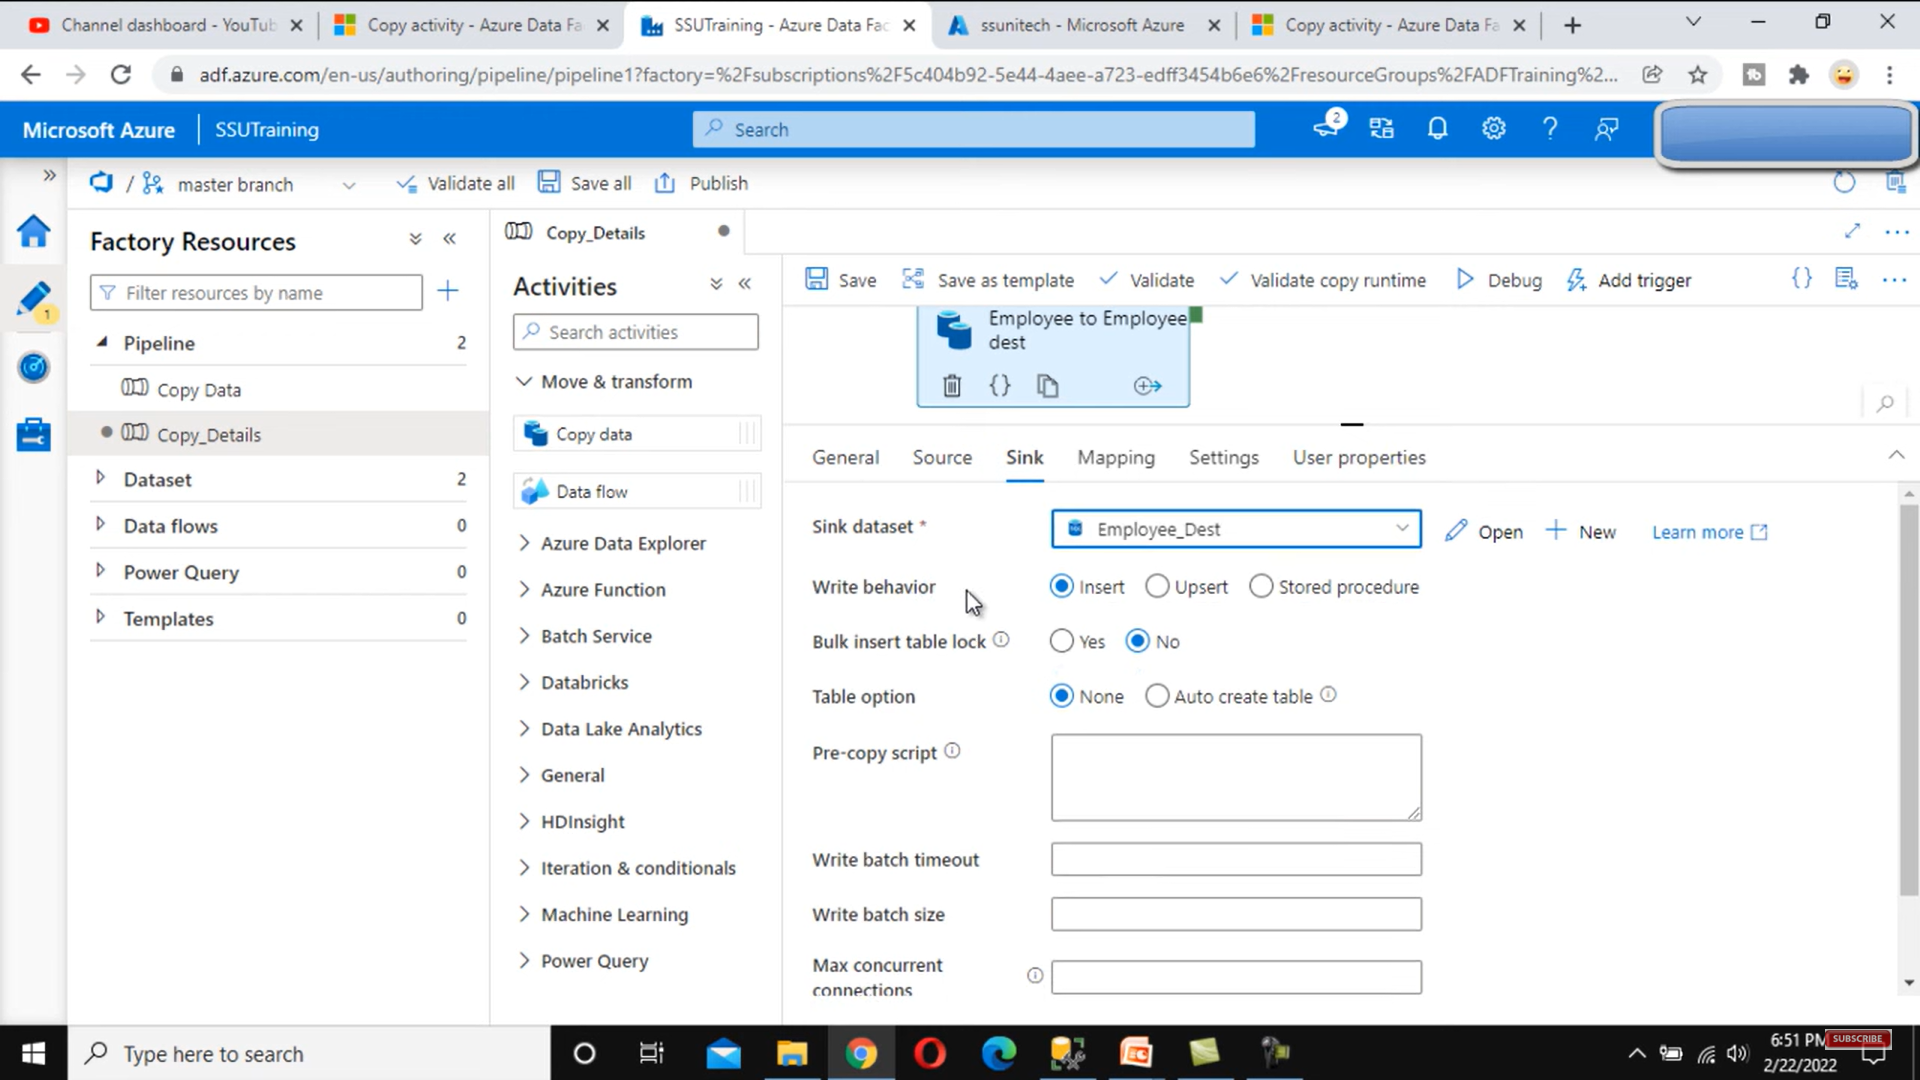 Channel dashboard - YouTub
Copy activity - Azure Data Fa
SSUTraining - Azure Data Fac
ssunitech - Microsoft Azure
Copy activity - Azure Data Fa
adf.azure.com/en-us/authoring/pipeline/pipeline1?factory=%2Fsubscriptions%2F5c404b92-5e44-4aee-a723-edff3454b6e6%2FresourceGroups%2FADFTraining%2...
Microsoft Azure
SSUTraining
Search
2
/ master branch
Validate all
Save all
Publish
Factory Resources
Filter resources by name
1
Pipeline 2
Copy Data
Copy_Details
Dataset 2
Data flows 0
Power Query 0
Templates 0
Copy_Details
Activities
Search activities
Move & transform
Copy data
Data flow
Azure Data Explorer
Azure Function
Batch Service
Databricks
Data Lake Analytics
General
HDInsight
Iteration & conditionals
Machine Learning
Power Query
Save
Save as template
Validate
Validate copy runtime
Debug
Add trigger
Employee to Employee
dest
General
Source
Sink
Mapping
Settings
User properties
Sink dataset * Employee_Dest Open New Learn more
Write behavior Insert Upsert Stored procedure
Bulk insert table lock Yes No
Table option None Auto create table
Pre-copy script
Write batch timeout
Write batch size
Max concurrent
connections
Type here to search
6:51 PM
2/22/2022
SUBSCRIBE